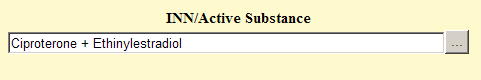 INN/Active Substance
Ciproterone + Ethinylestradiol
...